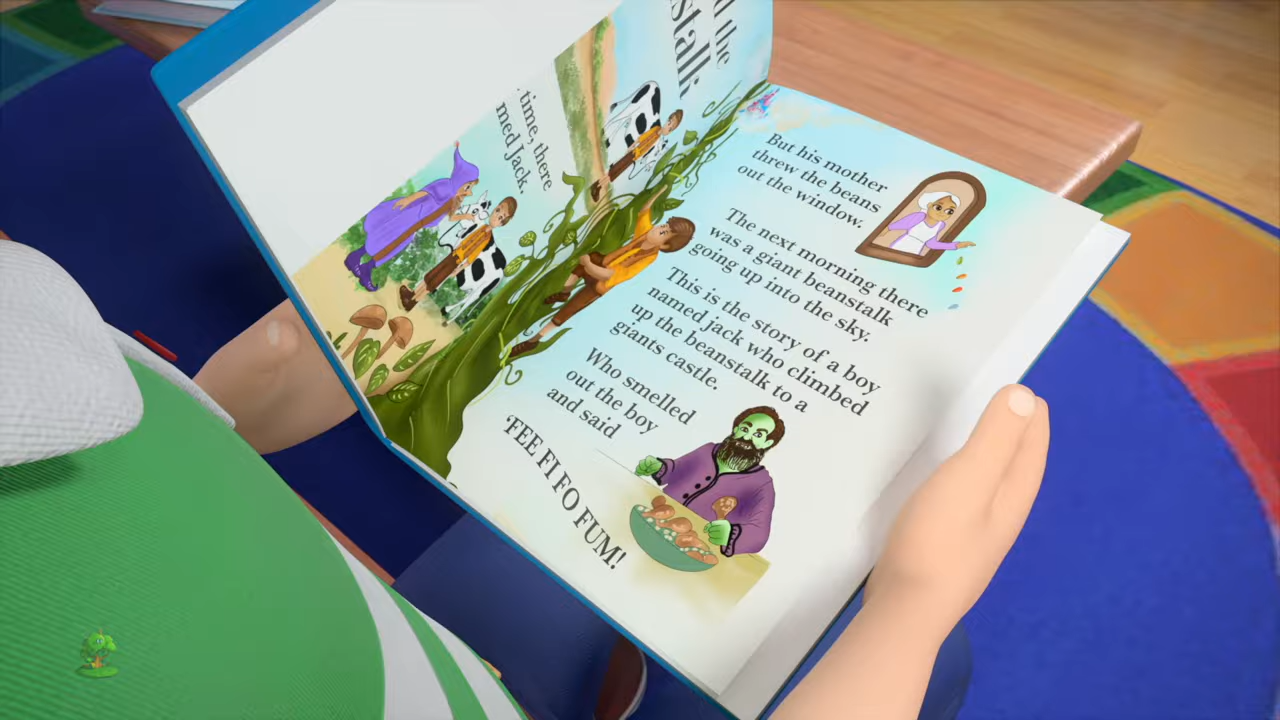 d the
stalk
time, there
med Jack.
But his mother
threw the beans
out the window.
The next morning there
was a giant beanstalk
going up into the sky.
This is the story of a boy
named jack who climbed
up the beanstalk to a
giants castle.
Who smelled
out the boy
and said
'FEE FI FO FUM!